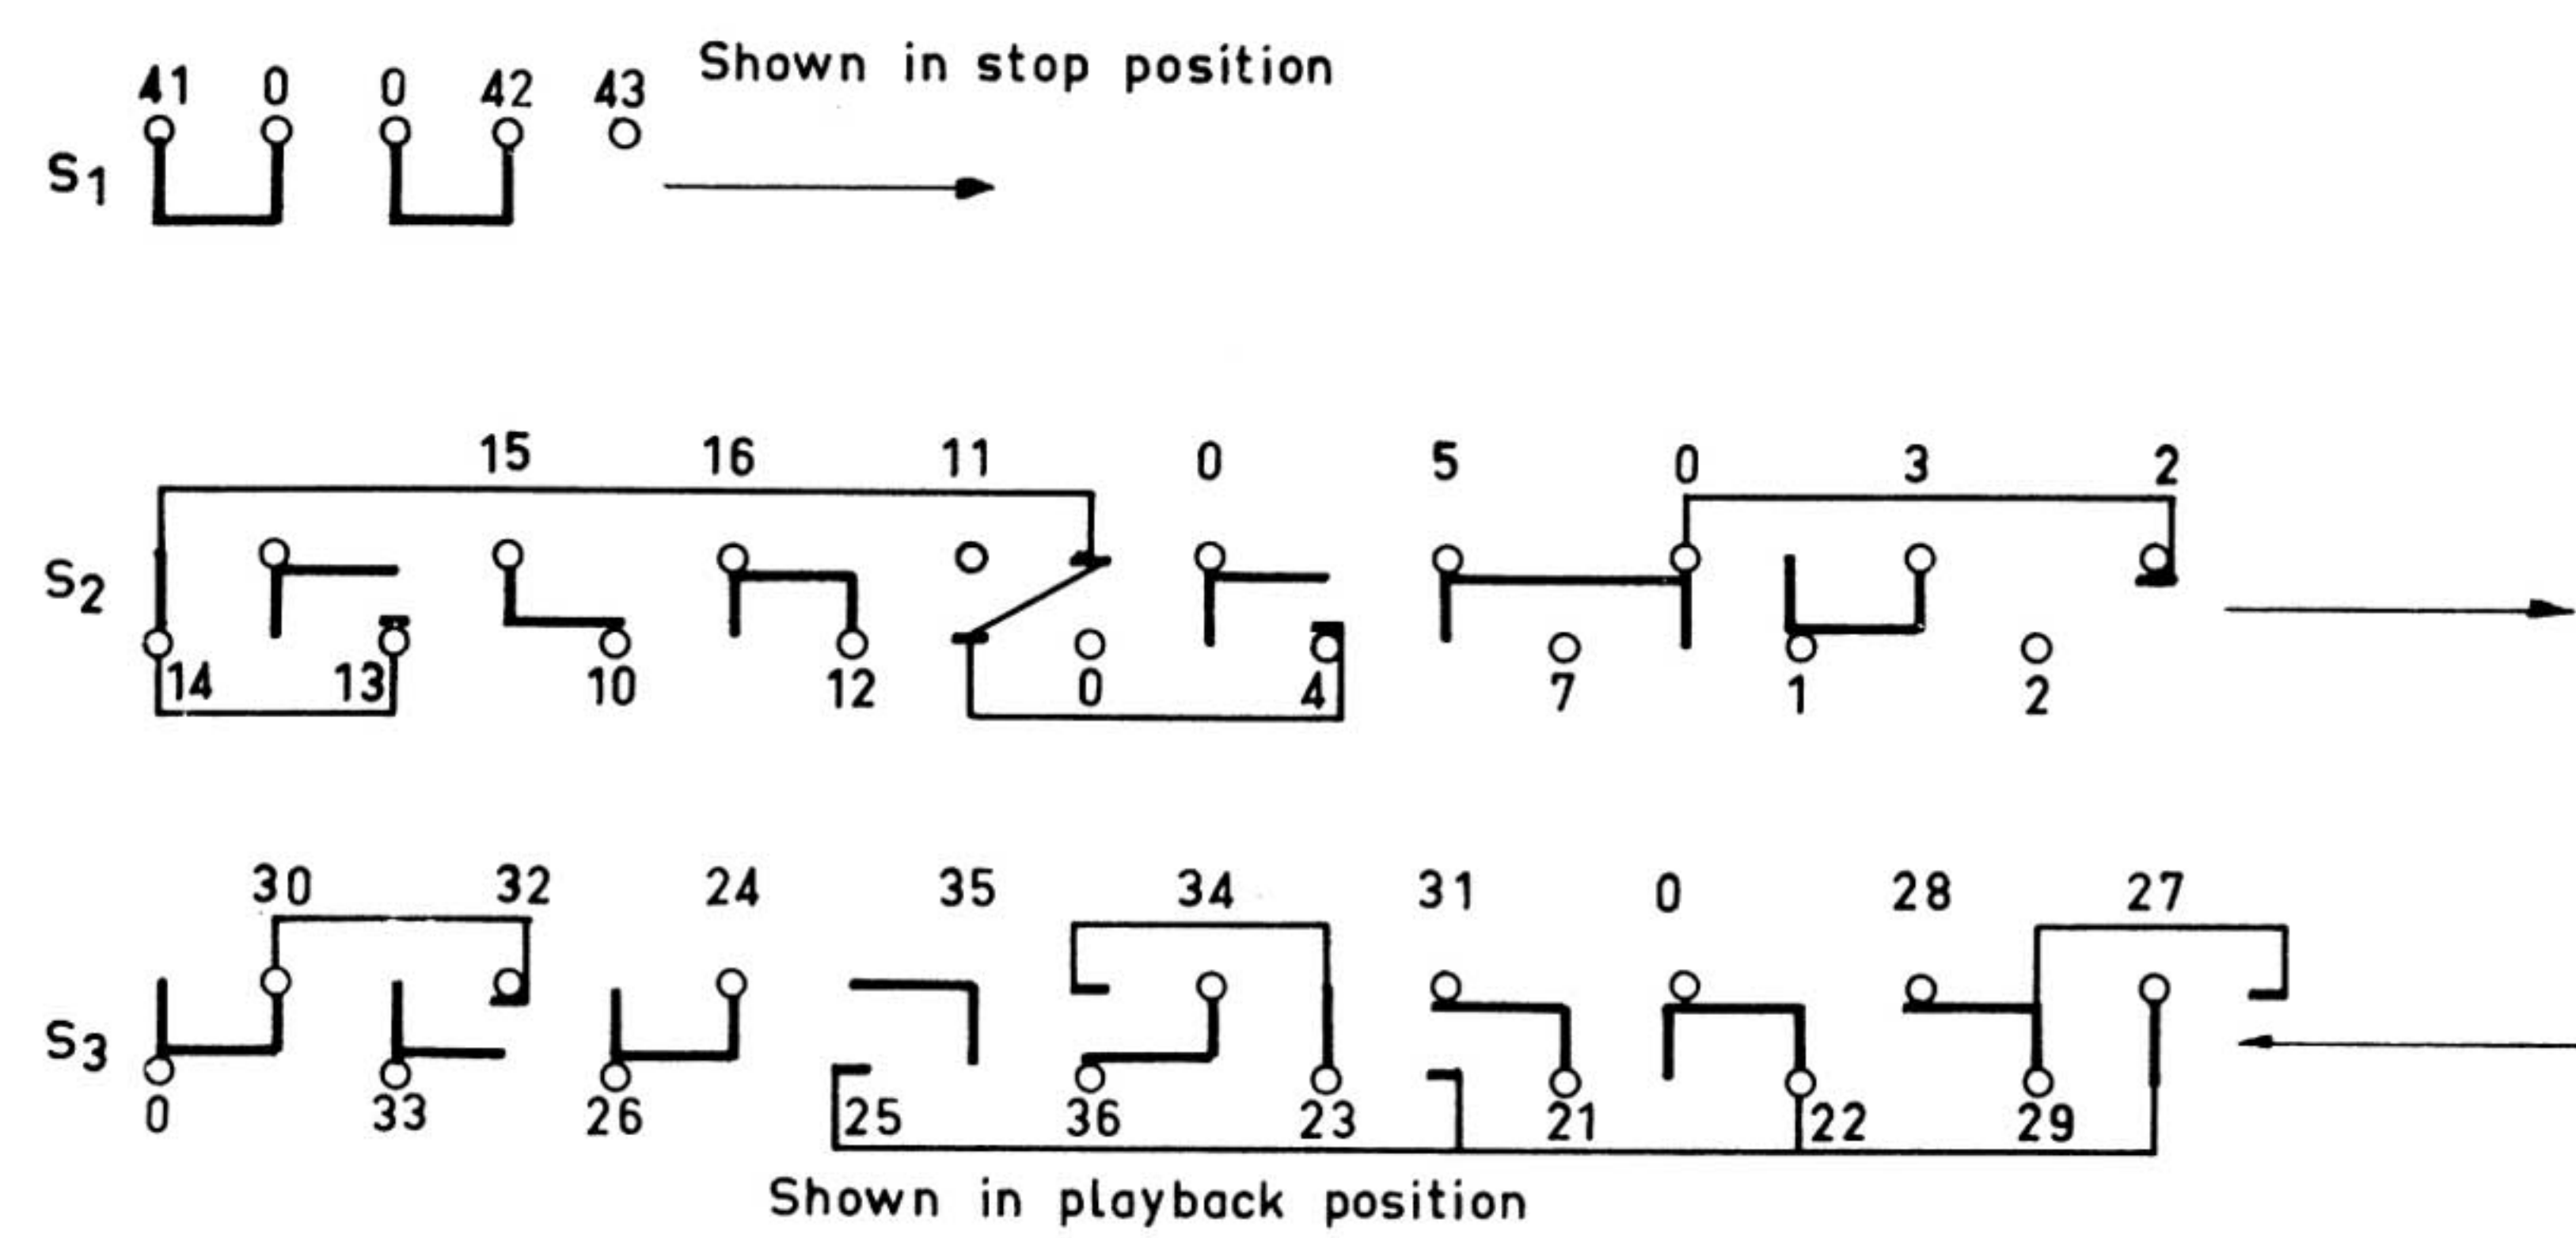 Shown in stop position
41 0 0 42 43
S1
15 16 11 0 5 0 3 2
S2
14 13 10 12 0 4 7 1 2
30 32 24 35 34 31 0 28 27
S3
0 33 26 25 36 23 21 22 29
Shown in playback position